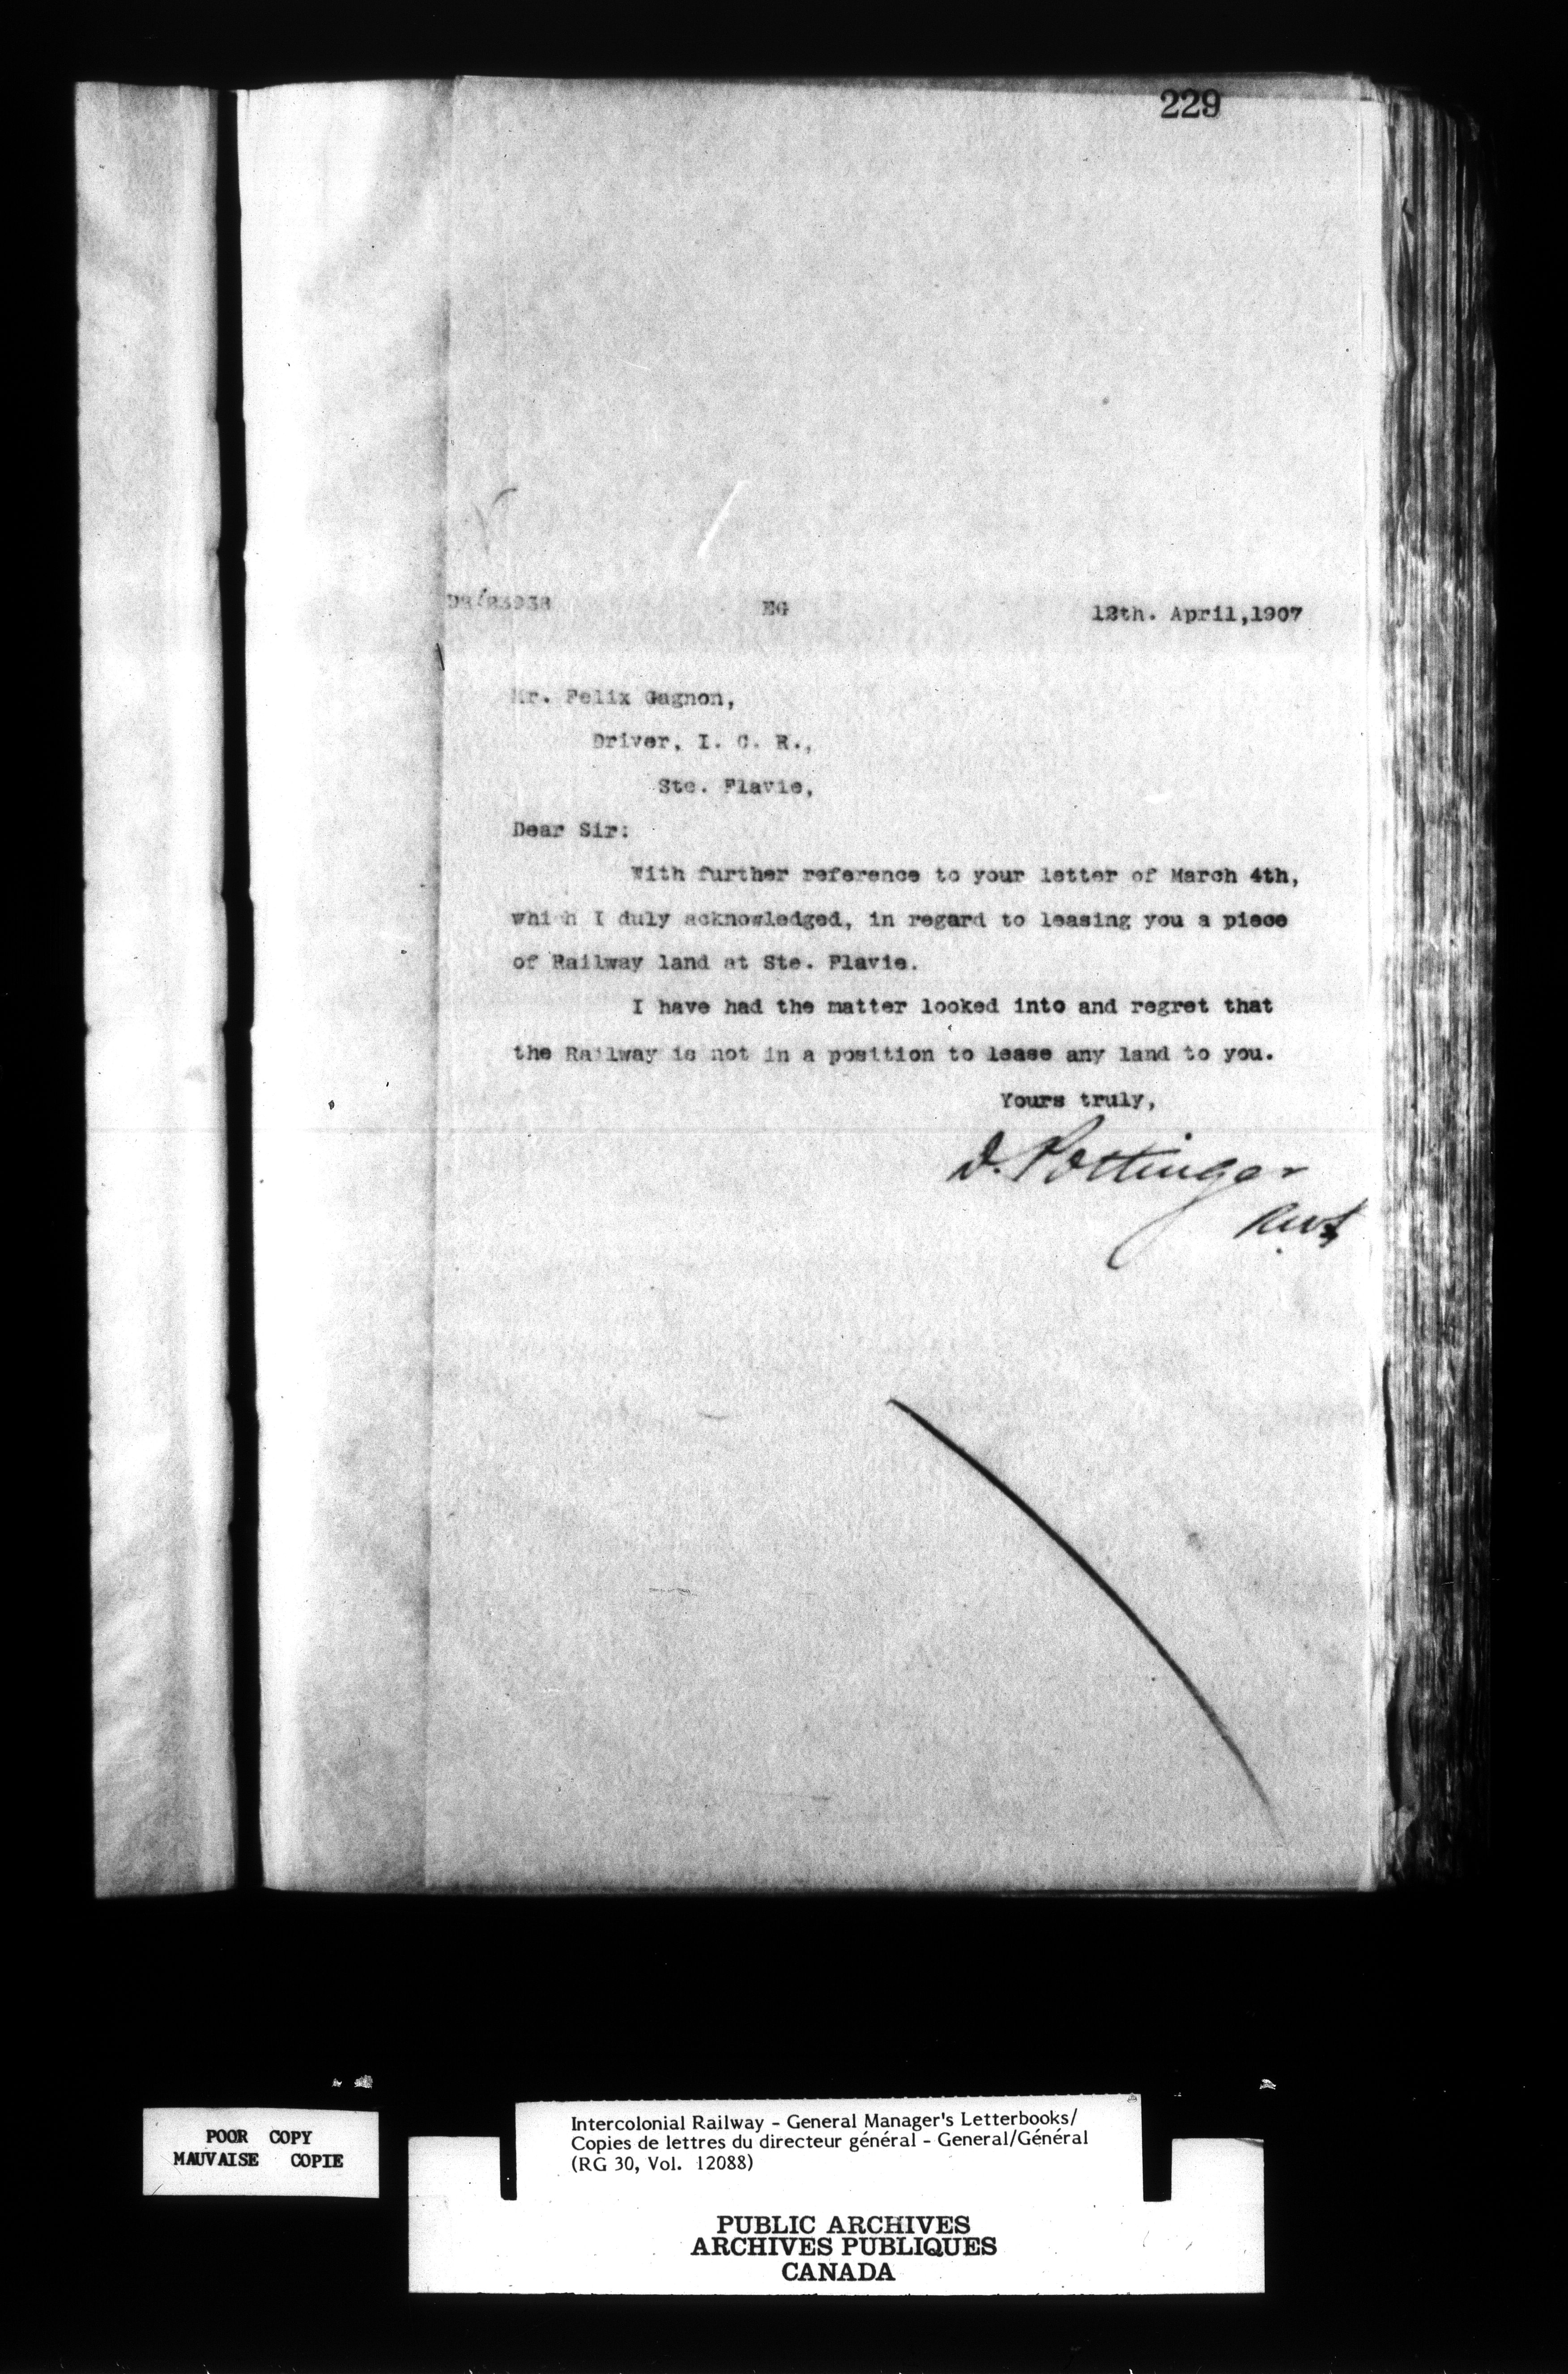 229
EG
12th. April,1907
Mr. Felix Gagnon,
Driver, I. C. R.,
Ste. Flavie,
Dear Sir:
With further reference to your letter of March 4th,
which I duly acknowledged, in regard to leasing you a piece
of Railway land at Ste. Flavie.
I have had the matter looked into and regret that
the Railway is not in a position to lease any land to you.
Yours truly,
D. Pottinger
POOR COPY
MAUVAISE COPIE
Intercolonial Railway - General Manager's Letterbooks/
Copies de lettres du directeur général - General/Général
(RG 30, Vol. 12088)
PUBLIC ARCHIVES
ARCHIVES PUBLIQUES
CANADA